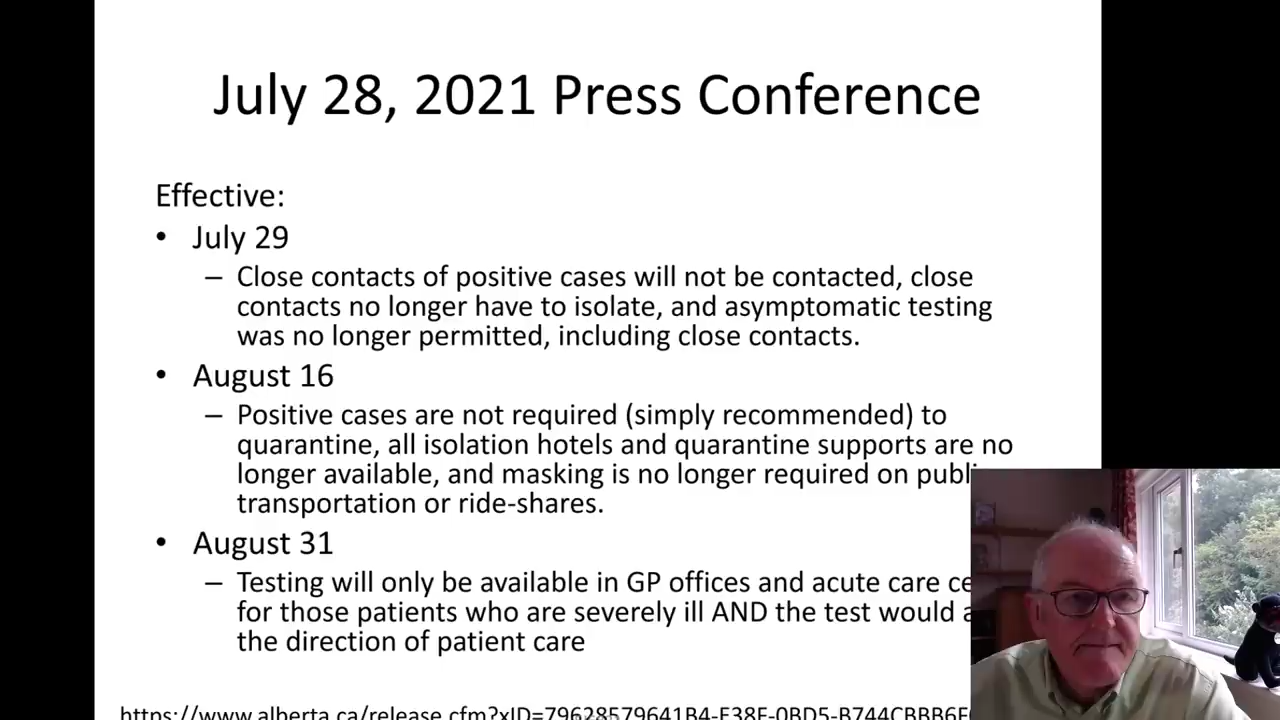 July 28, 2021 Press Conference
Effective:
• July 29
– Close contacts of positive cases will not be contacted, close
contacts no longer have to isolate, and asymptomatic testing
was no longer permitted, including close contacts.
• August 16
– Positive cases are not required (simply recommended) to
quarantine, all isolation hotels and quarantine supports are no
longer available, and masking is no longer required on
transportation or ride-shares.
• August 31
– Testing will only be available in GP offices and acute care
for those patients who are severely ill AND the test would
the direction of patient care